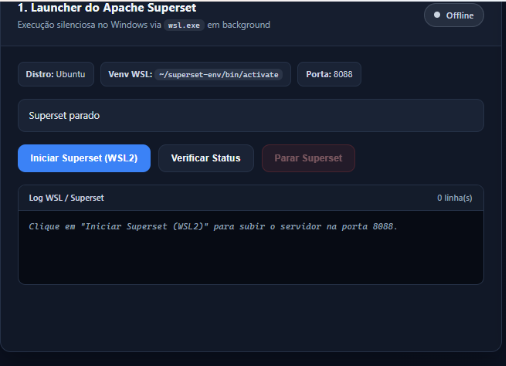 1. Launcher do Apache Superset
Offline
Execução silenciosa no Windows via wsl.exe em background
Distro: Ubuntu
Venv WSL: ~/superset-env/bin/activate
Porta: 8088
Superset parado
Iniciar Superset (WSL2)
Verificar Status
Parar Superset
Log WSL / Superset
0 linha(s)
Clique em "Iniciar Superset (WSL2)" para subir o servidor na porta 8088.